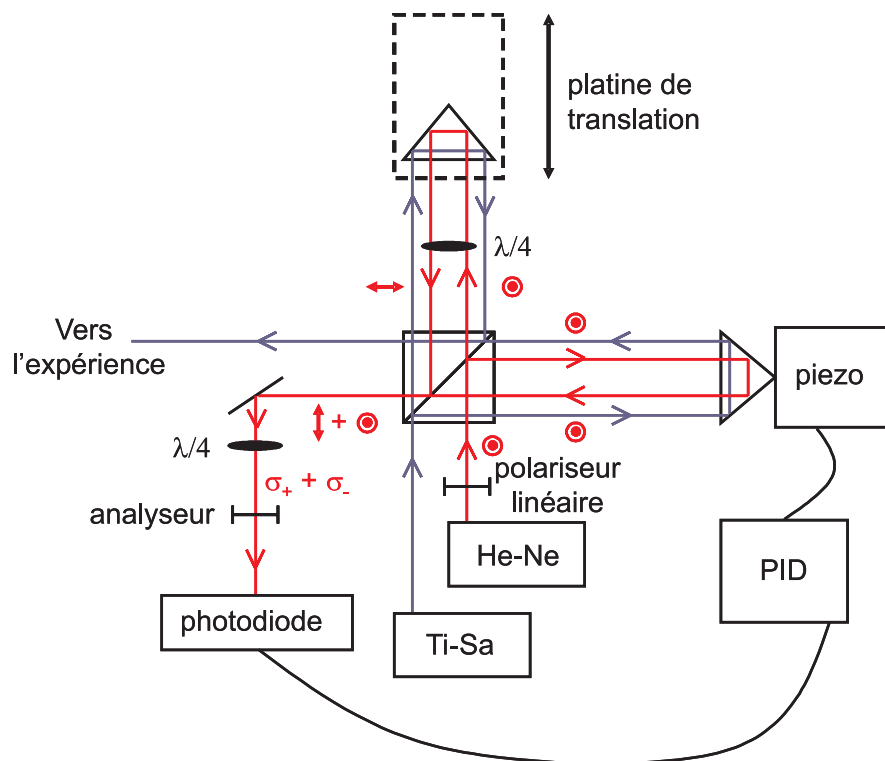 platine de
translation
λ/4
Vers
l'expérience
piezo
+
λ/4
σ+ + σ-
polariseur
linéaire
analyseur
He-Ne
PID
photodiode
Ti-Sa